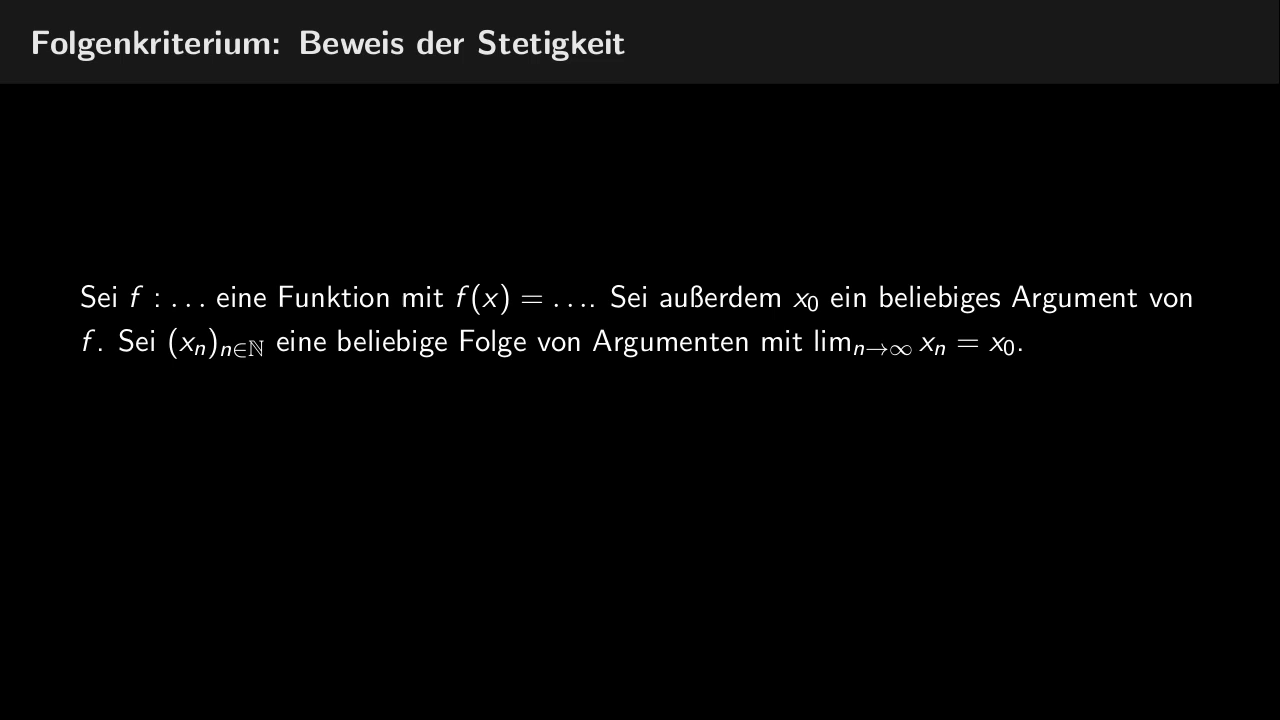 Folgenkriterium: Beweis der Stetigkeit
Sei f : . . . eine Funktion mit f(x) = . . .. Sei außerdem x₀ ein beliebiges Argument von
f. Sei (xₙ)ₙ∈ℕ eine beliebige Folge von Argumenten mit limₙ→∞ xₙ = x₀.